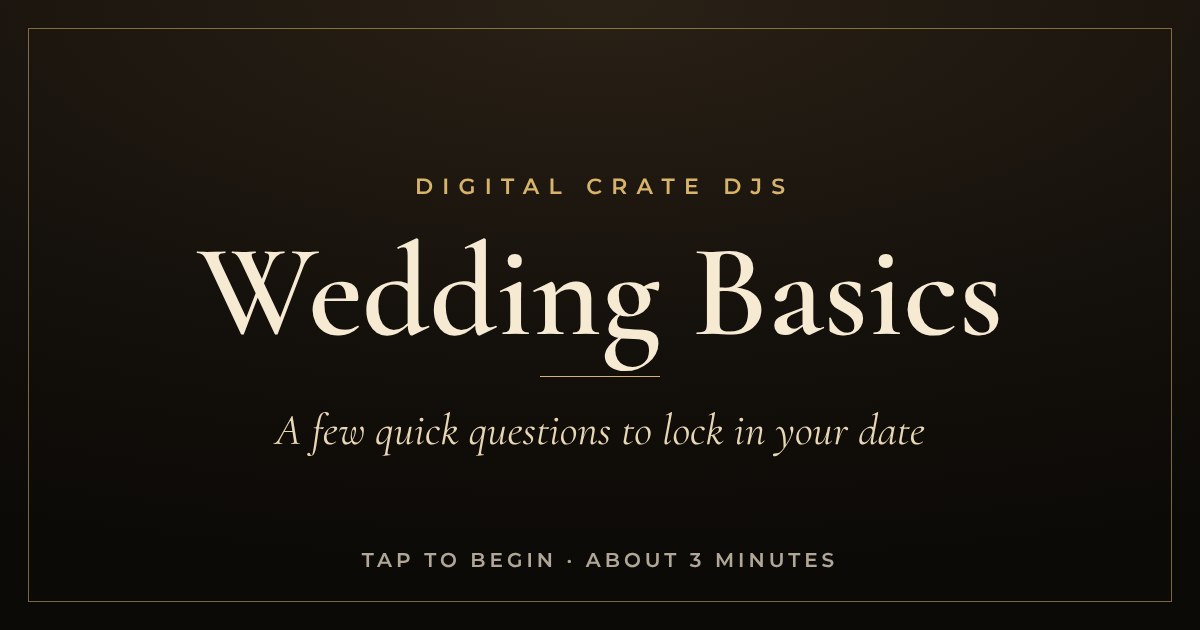 DIGITAL CRATE DJS
Wedding Basics
A few quick questions to lock in your date
TAP TO BEGIN · ABOUT 3 MINUTES